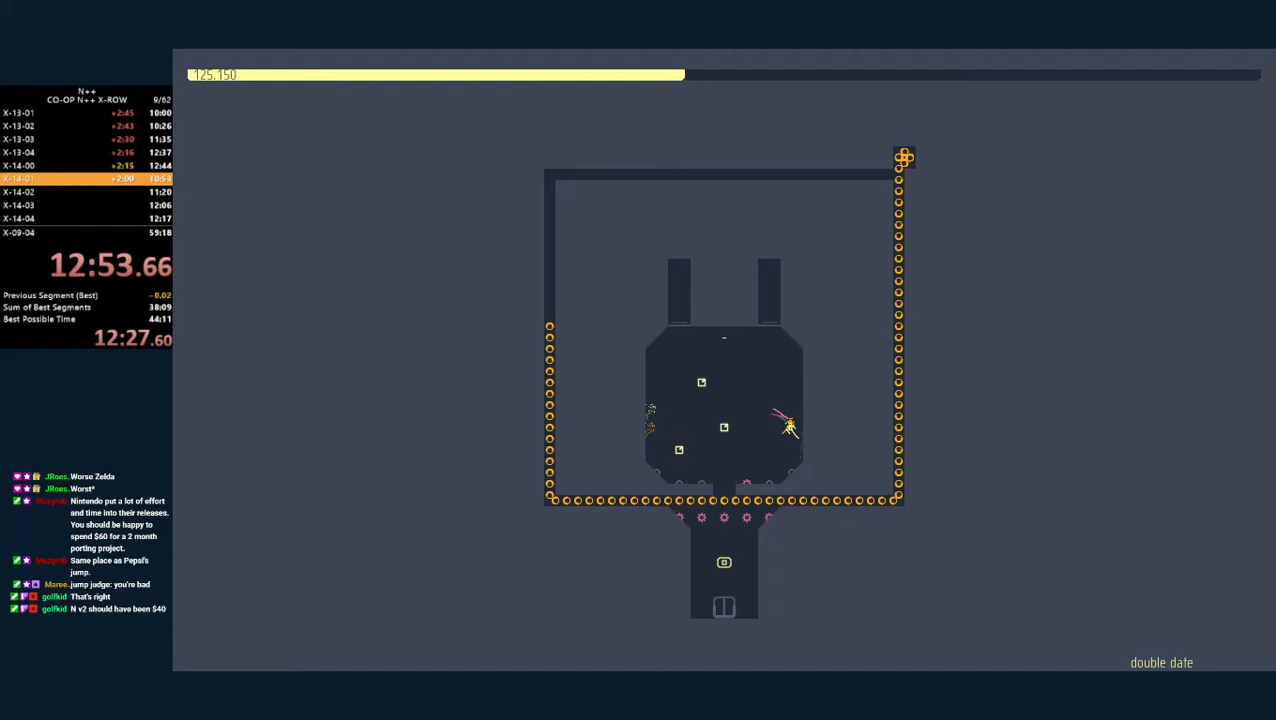 125.150
N++
CO-OP N++ X-ROW 9/62
X-13-01 +2:45 10:00
X-13-02 +2:43 10:26
X-13-03 +2:30 11:35
X-13-04 +2:16 12:37
X-14-00 +2:15 12:44
X-14-01 +2:00 10:53
X-14-02 11:20
X-14-03 12:06
X-14-04 12:17
X-09-04 59:18
12:53.66
Previous Segment (Best) -0.02
Sum of Best Segments 38:09
Best Possible Time 44:11
12:27.60
JRoes: Worse Zelda
JRoes: Worst*
Nintendo put a lot of effort
and time into their releases.
You should be happy to
spend $60 for a 2 month
porting project.
Same place as Pepsi's
jump.
Maree: jump judge: you're bad
golfkid That's right
golfkid N v2 should have been $40
double date